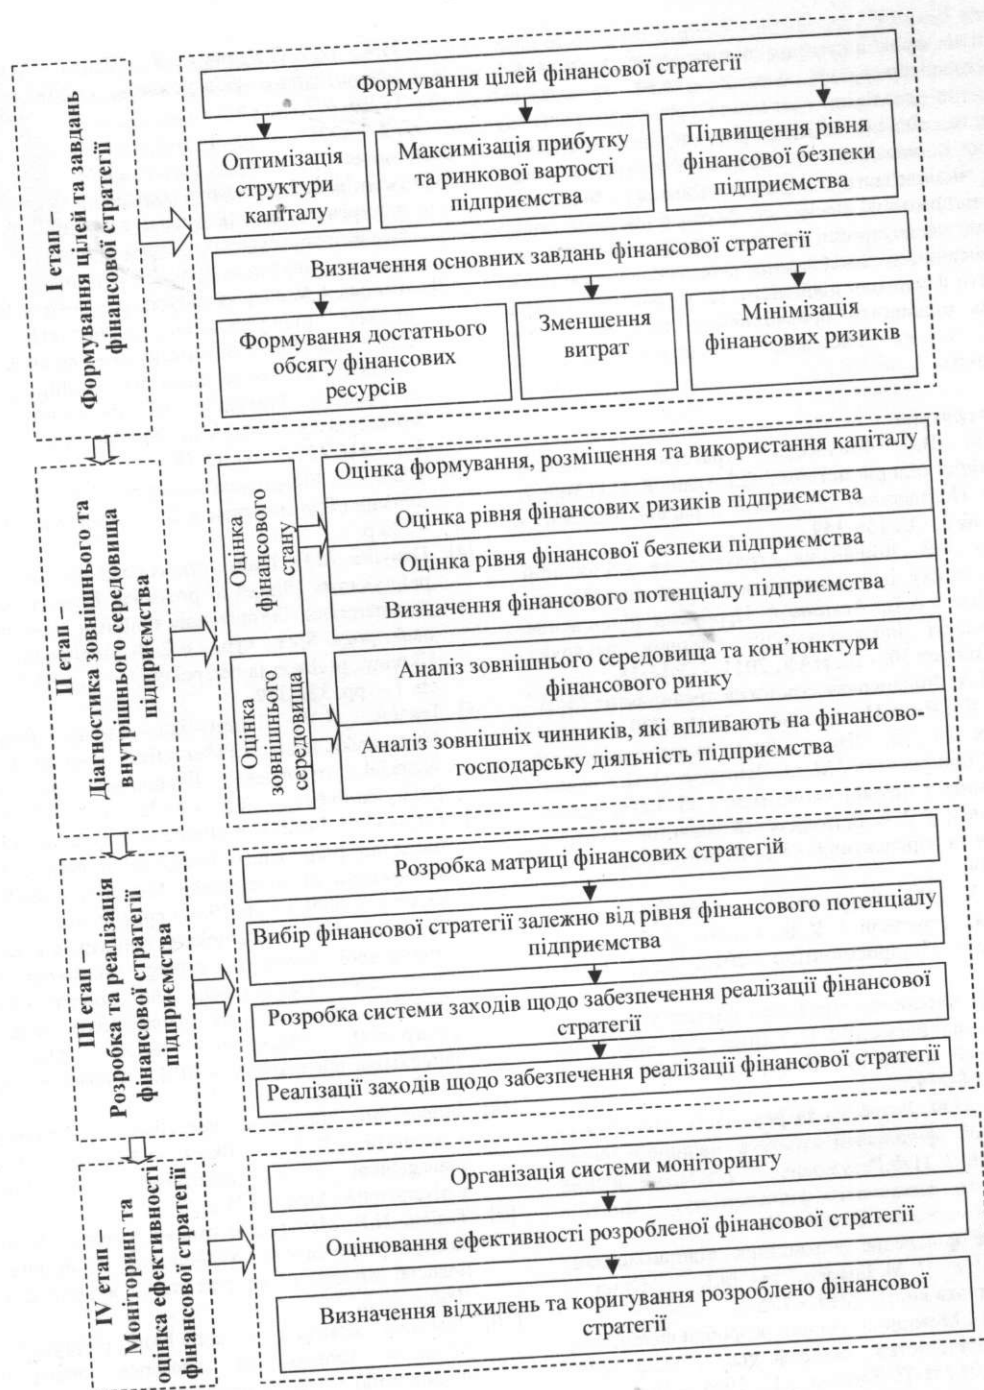 I етап –
Формування цілей та завдань
фінансової стратегії
Формування цілей фінансової стратегії
Оптимізація
структури
капіталу
Максимізація прибутку
та ринкової вартості
підприємства
Підвищення рівня
фінансової безпеки
підприємства
Визначення основних завдань фінансової стратегії
Формування достатнього
обсягу фінансових
ресурсів
Зменшення
витрат
Мінімізація
фінансових ризиків
II етап –
Діагностика зовнішнього та
внутрішнього середовища
підприємства
Оцінка
фінансового
стану
Оцінка формування, розміщення та використання капіталу
Оцінка рівня фінансових ризиків підприємства
Оцінка рівня фінансової безпеки підприємства
Визначення фінансового потенціалу підприємства
Оцінка
зовнішнього
середовища
Аналіз зовнішнього середовища та кон’юнктури
фінансового ринку
Аналіз зовнішніх чинників, які впливають на фінансово-
господарську діяльність підприємства
III етап –
Розробка та реалізація
фінансової стратегії
підприємства
Розробка матриці фінансових стратегій
Вибір фінансової стратегії залежно від рівня фінансового потенціалу
підприємства
Розробка системи заходів щодо забезпечення реалізації фінансової
стратегії
Реалізації заходів щодо забезпечення реалізації фінансової стратегії
IV етап –
Моніторинг та
оцінка ефективності
фінансової стратегії
Організація системи моніторингу
Оцінювання ефективності розробленої фінансової стратегії
Визначення відхилень та коригування розроблено фінансової
стратегії